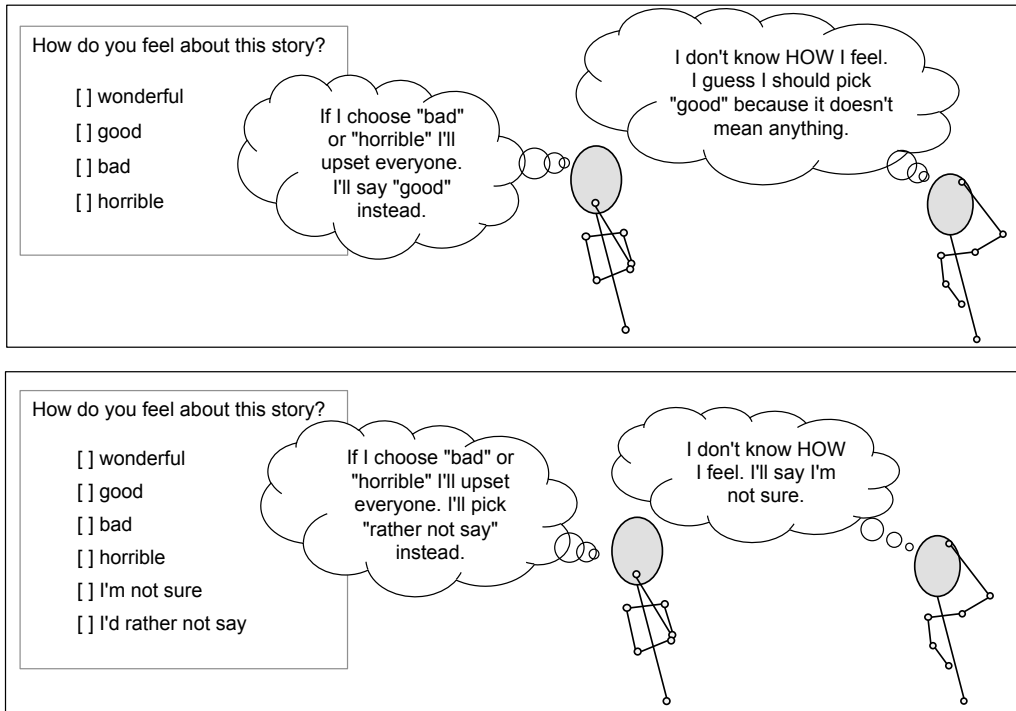 How do you feel about this story?
[ ] wonderful
[ ] good
[ ] bad
[ ] horrible
If I choose "bad"
or "horrible" I'll
upset everyone.
I'll say "good"
instead.
I don't know HOW I feel.
I guess I should pick
"good" because it doesn't
mean anything.
How do you feel about this story?
[ ] wonderful
[ ] good
[ ] bad
[ ] horrible
[ ] I'm not sure
[ ] I'd rather not say
If I choose "bad" or
"horrible" I'll upset
everyone. I'll pick
"rather not say"
instead.
I don't know HOW
I feel. I'll say I'm
not sure.